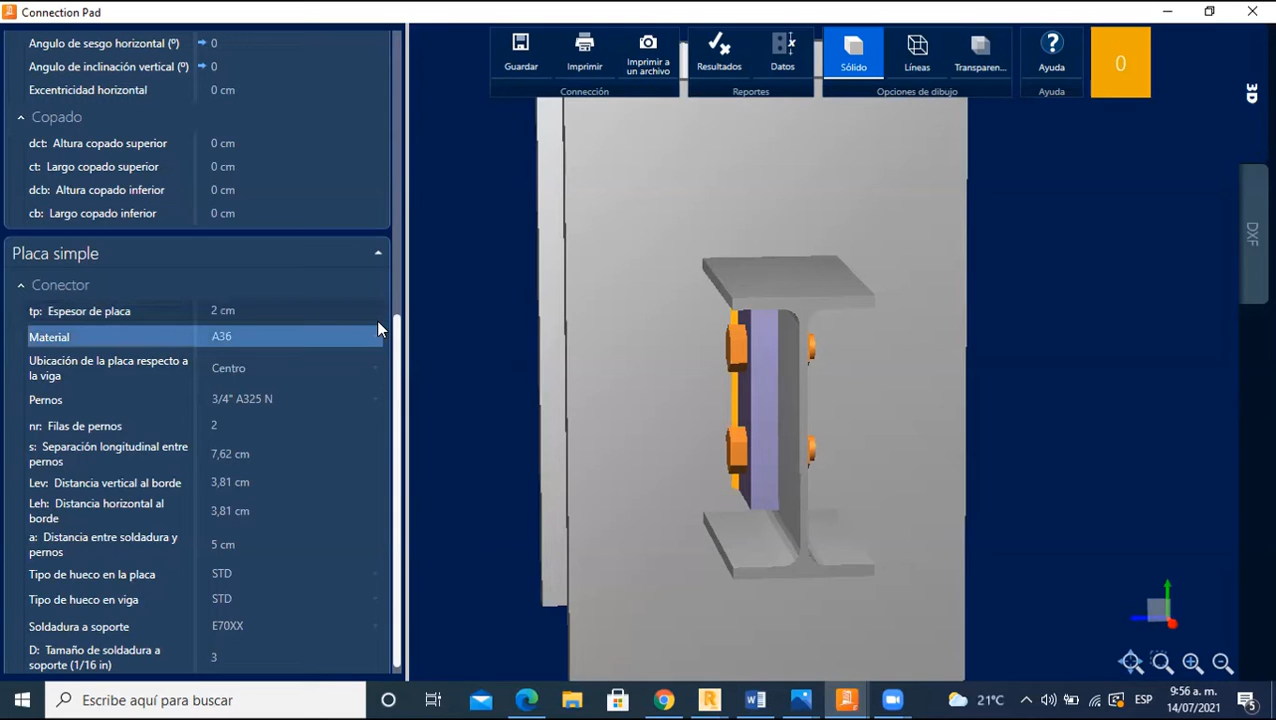 Connection Pad
Angulo de sesgo horizontal (º) 0
Angulo de inclinación vertical (º) 0
Excentricidad horizontal 0 cm
Copado
dct: Altura copado superior 0 cm
ct: Largo copado superior 0 cm
dcb: Altura copado inferior 0 cm
cb: Largo copado inferior 0 cm
Placa simple
Conector
tp: Espesor de placa 2 cm
Material A36
Ubicación de la placa respecto a
la viga Centro
Pernos 3/4" A325 N
nr: Filas de pernos 2
s: Separación longitudinal entre
pernos 7,62 cm
Lev: Distancia vertical al borde 3,81 cm
Leh: Distancia horizontal al
borde 3,81 cm
a: Distancia entre soldadura y
pernos 5 cm
Tipo de hueco en la placa STD
Tipo de hueco en viga STD
Soldadura a soporte E70XX
D: Tamaño de soldadura a
soporte (1/16 in) 3
Guardar Imprimir Imprimir a
un archivo
Conección
Resultados Datos
Reportes
Sólido Líneas Transparen...
Opciones de dibujo
Ayuda
Ayuda
0
3D
DXF
Escribe aquí para buscar
21°C
ESP
9:56 a. m.
14/07/2021
5